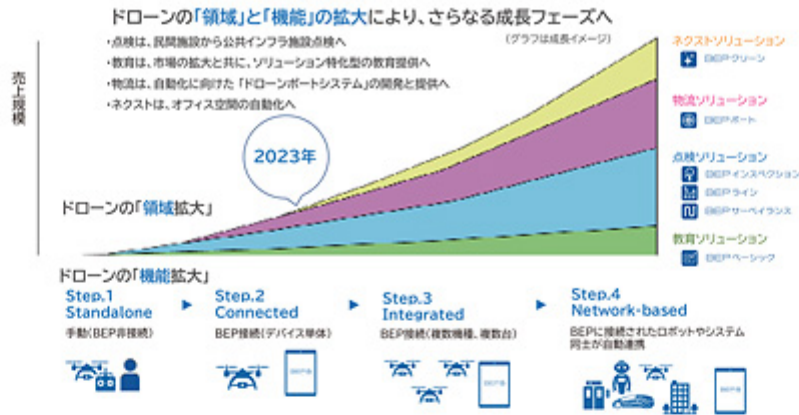 ドローンの「領域」と「機能」の拡大により、さらなる成長フェーズへ
・点検は、民間施設から公共インフラ施設点検へ
(グラフは成長イメージ)
・教育は、市場の拡大と共に、ソリューション特化型の教育提供へ
・物流は、自動化に向けた「ドローンポートシステム」の開発と提供へ
・ネクストは、オフィス空間の自動化へ
売上規模
2023年
ドローンの「領域拡大」
ネクストソリューション
BEPクリーン
物流ソリューション
BEPポート
点検ソリューション
BEPインスペクション
BEPライン
BEPサーベイランス
教育ソリューション
BEPベーシック
ドローンの「機能拡大」
Step.1
Standalone
手動(BEP非接続)
Step.2
Connected
BEP接続(デバイス単体)
Step.3
Integrated
BEP接続(複数機種、複数台)
Step.4
Network-based
BEPに接続されたロボットやシステム
同士が自動連携